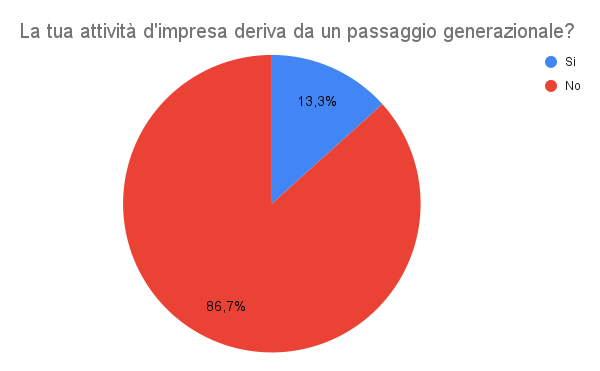 La tua attività d'impresa deriva da un passaggio generazionale?
Si
No
13,3%
86,7%